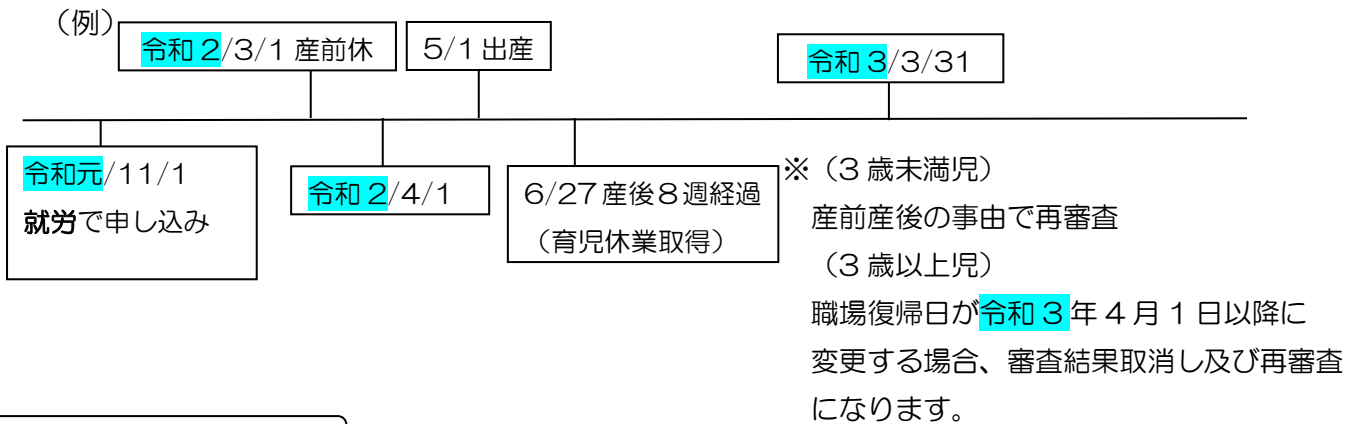 （例）
令和２/３/１ 産前休
５/１ 出産
令和３/３/３１
令和元/１１/１
就労で申し込み
令和２/４/１
６/２７産後８週経過
（育児休業取得）
※（３歳未満児）
産前産後の事由で再審査
（３歳以上児）
職場復帰日が令和３年４月１日以降に
変更する場合、審査結果取消し及び再審査
になります。